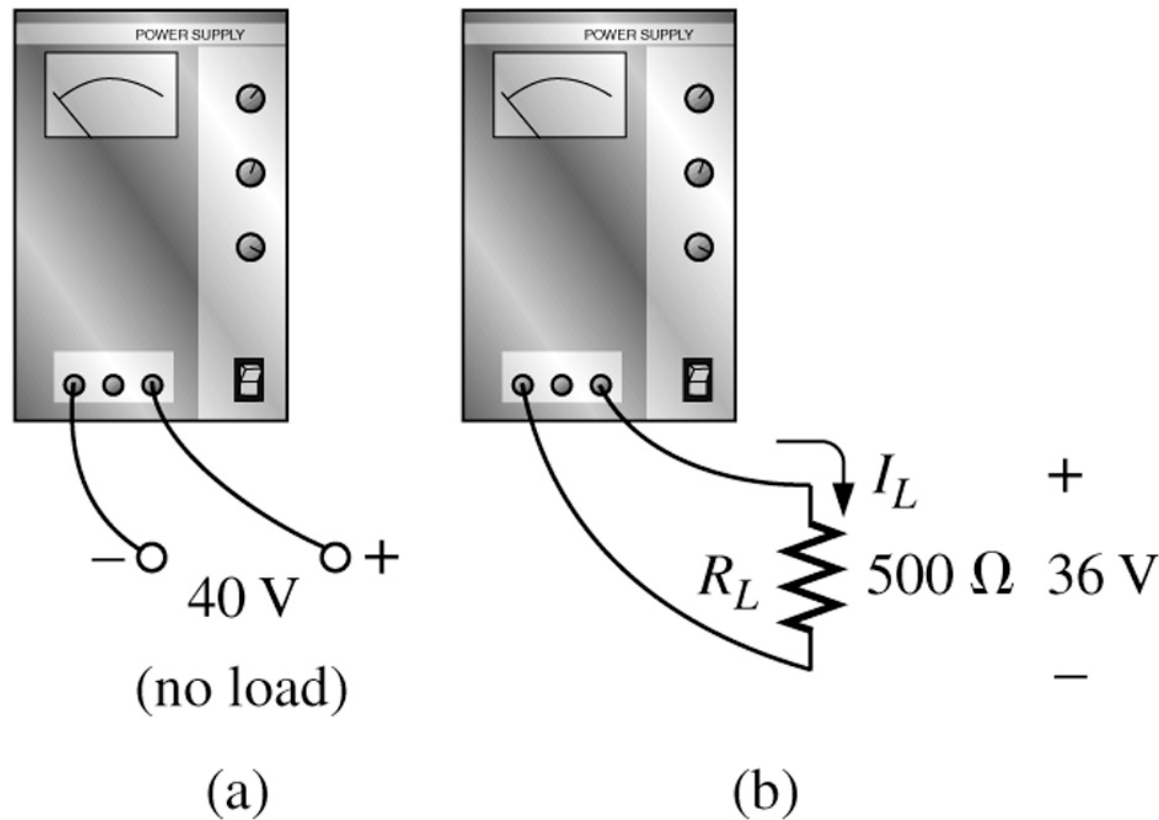 POWER SUPPLY
– 40 V +
(no load)
(a)
POWER SUPPLY
I_L
+
R_L 500 Ω 36 V
–
(b)